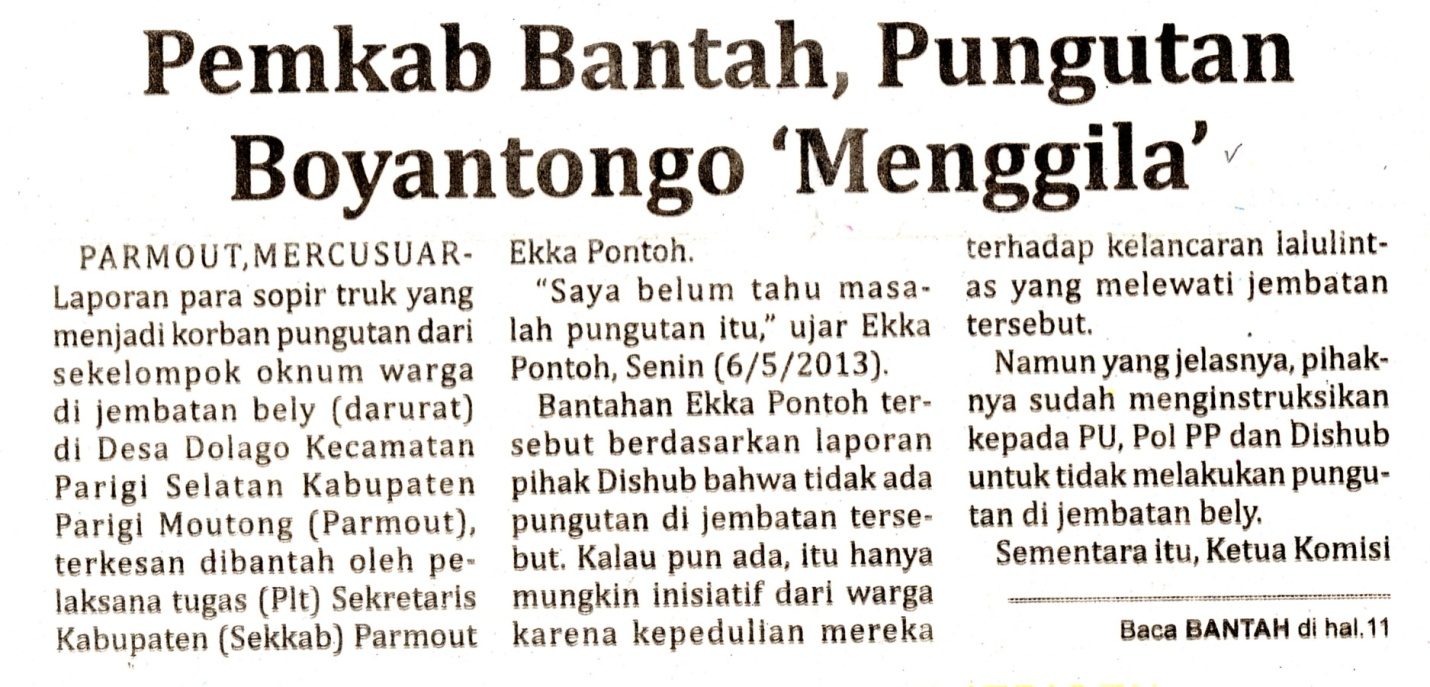 Pemkab Bantah, Pungutan
Boyantongo ‘Menggila’
PARMOUT,MERCUSUAR-
Laporan para sopir truk yang
menjadi korban pungutan dari
sekelompok oknum warga
di jembatan bely (darurat)
di Desa Dolago Kecamatan
Parigi Selatan Kabupaten
Parigi Moutong (Parmout),
terkesan dibantah oleh pe-
laksana tugas (Plt) Sekretaris
Kabupaten (Sekkab) Parmout
Ekka Pontoh.
“Saya belum tahu masa-
lah pungutan itu,” ujar Ekka
Pontoh, Senin (6/5/2013).
Bantahan Ekka Pontoh ter-
sebut berdasarkan laporan
pihak Dishub bahwa tidak ada
pungutan di jembatan terse-
but. Kalau pun ada, itu hanya
mungkin inisiatif dari warga
karena kepedulian mereka
terhadap kelancaran lalulint-
as yang melewati jembatan
tersebut.
Namun yang jelasnya, pihak-
nya sudah menginstruksikan
kepada PU, Pol PP dan Dishub
untuk tidak melakukan pungu-
tan di jembatan bely.
Sementara itu, Ketua Komisi
Baca BANTAH di hal.11